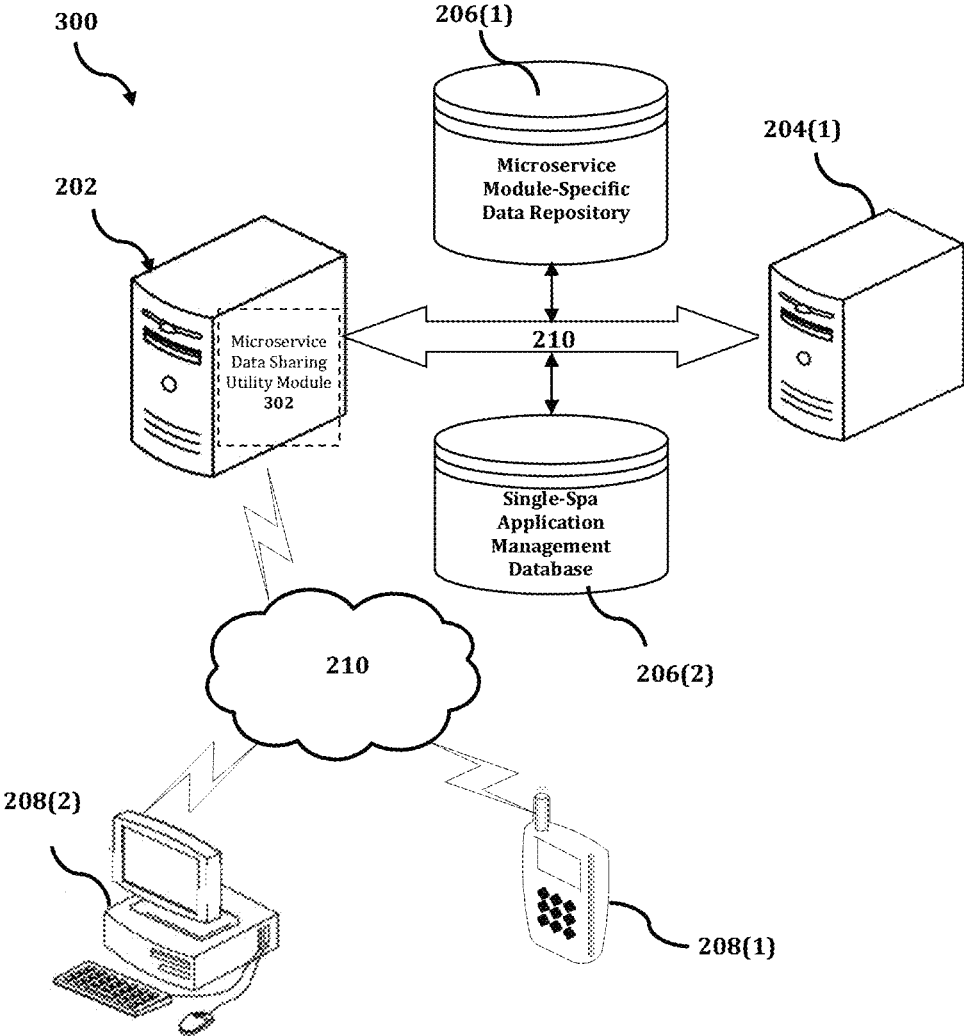 300
206(1)
204(1)
202
Microservice
Module-Specific
Data Repository
210
Microservice
Data Sharing
Utility Module
302
Single-Spa
Application
Management
Database
210
206(2)
208(2)
208(1)